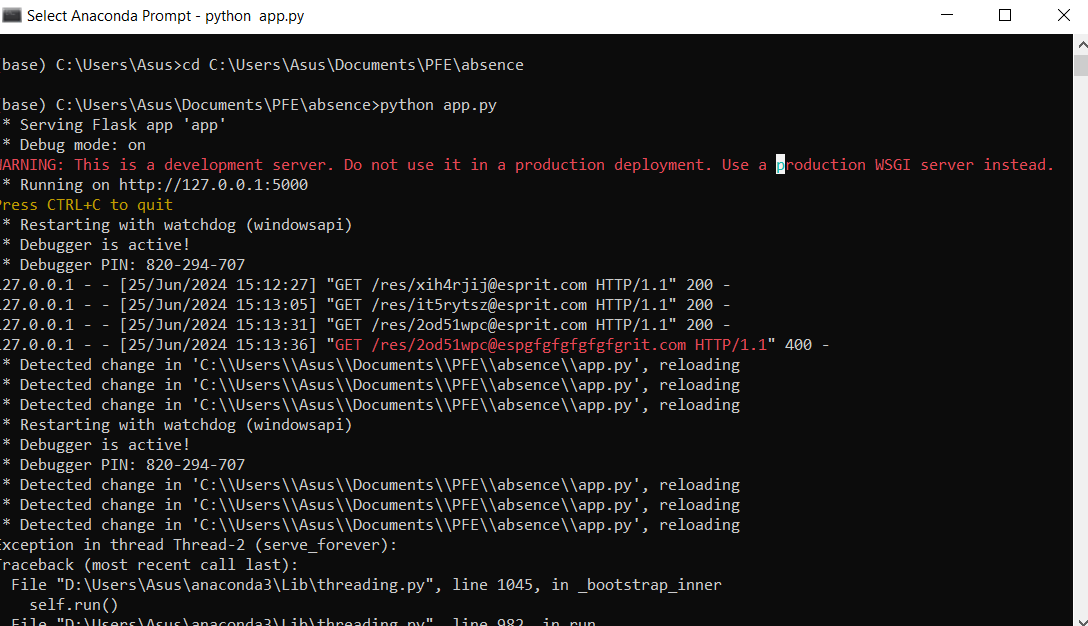 Select Anaconda Prompt - python app.py
base) C:\Users\Asus>cd C:\Users\Asus\Documents\PFE\absence
base) C:\Users\Asus\Documents\PFE\absence>python app.py
* Serving Flask app 'app'
* Debug mode: on
WARNING: This is a development server. Do not use it in a production deployment. Use a production WSGI server instead.
* Running on http://127.0.0.1:5000
Press CTRL+C to quit
* Restarting with watchdog (windowsapi)
* Debugger is active!
* Debugger PIN: 820-294-707
127.0.0.1 - - [25/Jun/2024 15:12:27] "GET /res/xih4rjij@esprit.com HTTP/1.1" 200 -
127.0.0.1 - - [25/Jun/2024 15:13:05] "GET /res/it5rytsz@esprit.com HTTP/1.1" 200 -
127.0.0.1 - - [25/Jun/2024 15:13:31] "GET /res/2od51wpc@esprit.com HTTP/1.1" 200 -
127.0.0.1 - - [25/Jun/2024 15:13:36] "GET /res/2od51wpc@espgfgfgfgfgfgrit.com HTTP/1.1" 400 -
* Detected change in 'C:\\Users\\Asus\\Documents\\PFE\\absence\\app.py', reloading
* Detected change in 'C:\\Users\\Asus\\Documents\\PFE\\absence\\app.py', reloading
* Detected change in 'C:\\Users\\Asus\\Documents\\PFE\\absence\\app.py', reloading
* Restarting with watchdog (windowsapi)
* Debugger is active!
* Debugger PIN: 820-294-707
* Detected change in 'C:\\Users\\Asus\\Documents\\PFE\\absence\\app.py', reloading
* Detected change in 'C:\\Users\\Asus\\Documents\\PFE\\absence\\app.py', reloading
* Detected change in 'C:\\Users\\Asus\\Documents\\PFE\\absence\\app.py', reloading
Exception in thread Thread-2 (serve_forever):
Traceback (most recent call last):
File "D:\Users\Asus\anaconda3\Lib\threading.py", line 1045, in _bootstrap_inner
self.run()
File "D:\Users\Asus\anaconda3\Lib\threading.py", line 982, in run